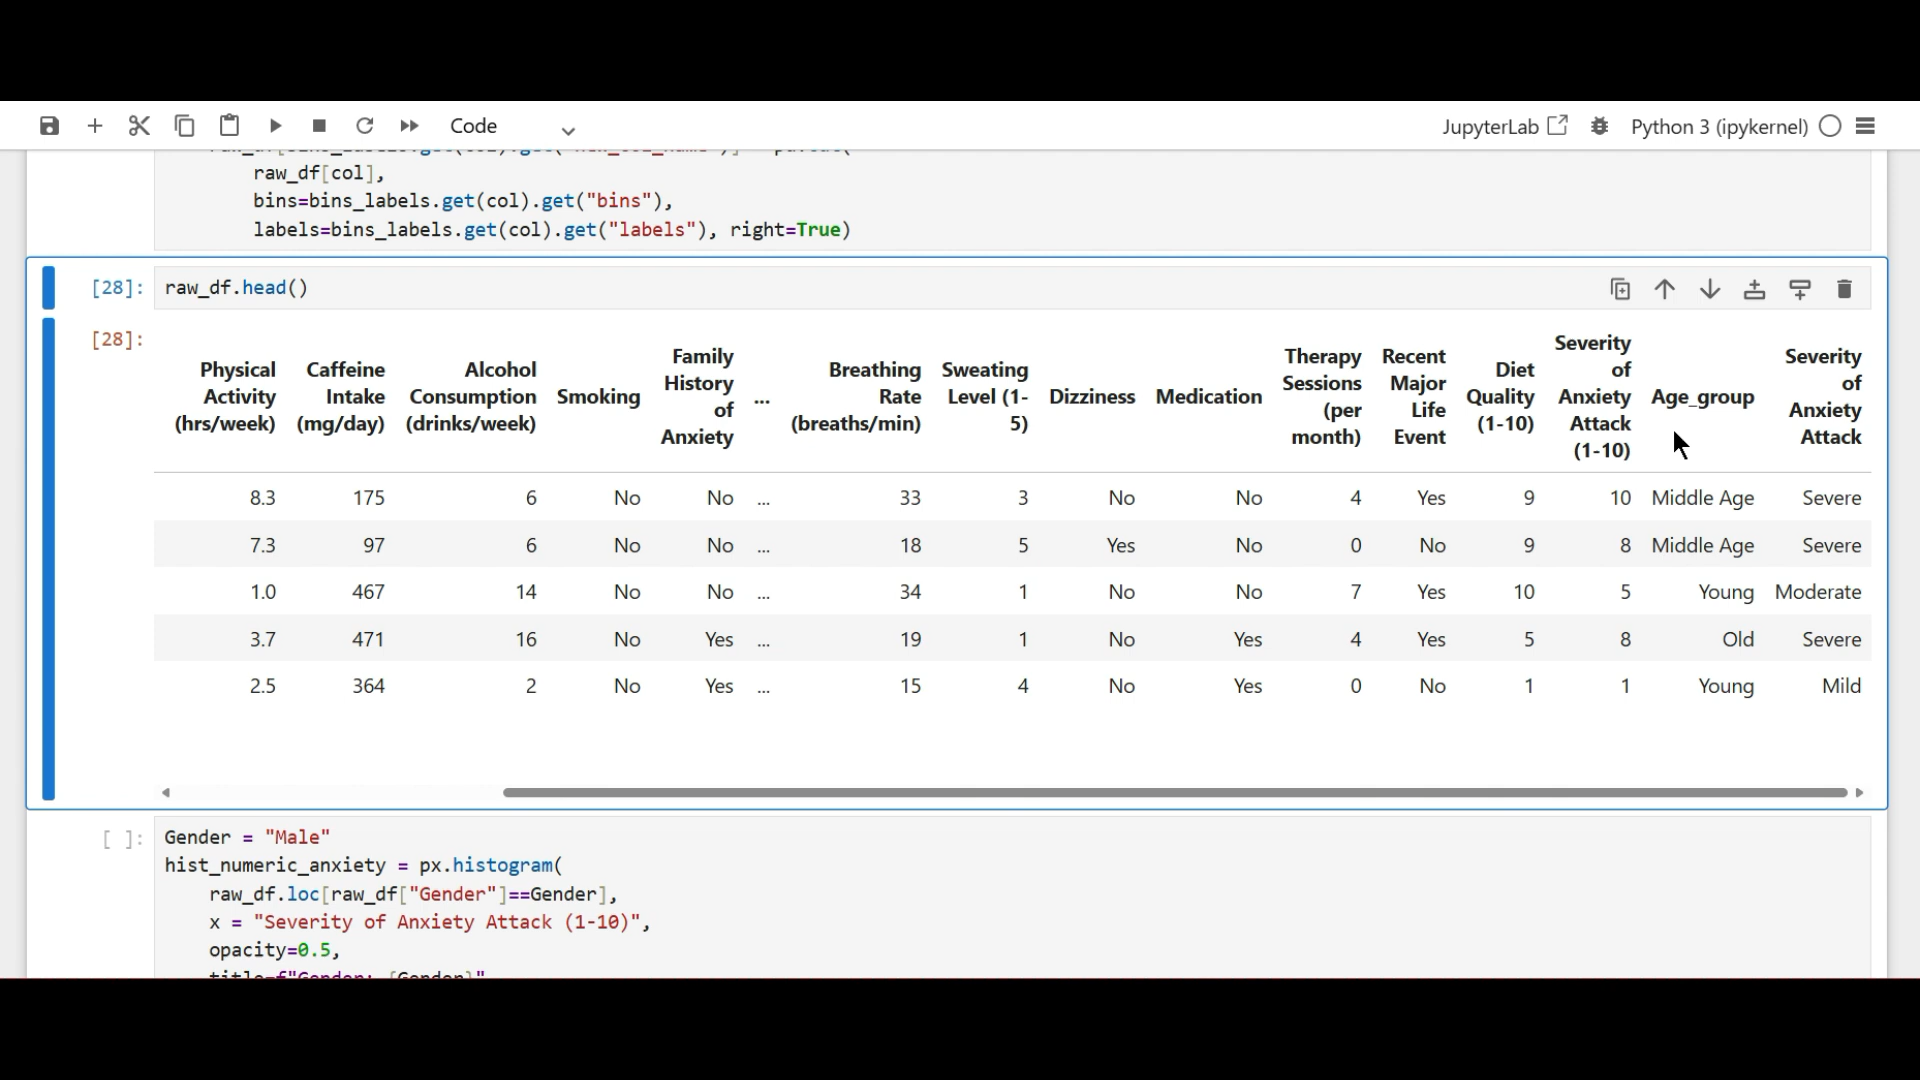 Code
JupyterLab
Python 3 (ipykernel)
raw_df[col],
bins=bins_labels.get(col).get("bins"),
labels=bins_labels.get(col).get("labels"), right=True)
[28]:
raw_df.head()
[28]:
Physical Activity (hrs/week) Caffeine Intake (mg/day) Alcohol Consumption (drinks/week) Smoking Family History of Anxiety ... Breathing Rate (breaths/min) Sweating Level (1-5) Dizziness Medication Therapy Sessions (per month) Recent Major Life Event Diet Quality (1-10) Severity of Anxiety Attack (1-10) Age_group Severity of Anxiety Attack
8.3 175 6 No No ... 33 3 No No 4 Yes 9 10 Middle Age Severe
7.3 97 6 No No ... 18 5 Yes No 0 No 9 8 Middle Age Severe
1.0 467 14 No No ... 34 1 No No 7 Yes 10 5 Young Moderate
3.7 471 16 No Yes ... 19 1 No Yes 4 Yes 5 8 Old Severe
2.5 364 2 No Yes ... 15 4 No Yes 0 No 1 1 Young Mild
[ ]:
Gender = "Male"
hist_numeric_anxiety = px.histogram(
raw_df.loc[raw_df["Gender"]==Gender],
x = "Severity of Anxiety Attack (1-10)",
opacity=0.5,
title=f"Gender: {Gender}"